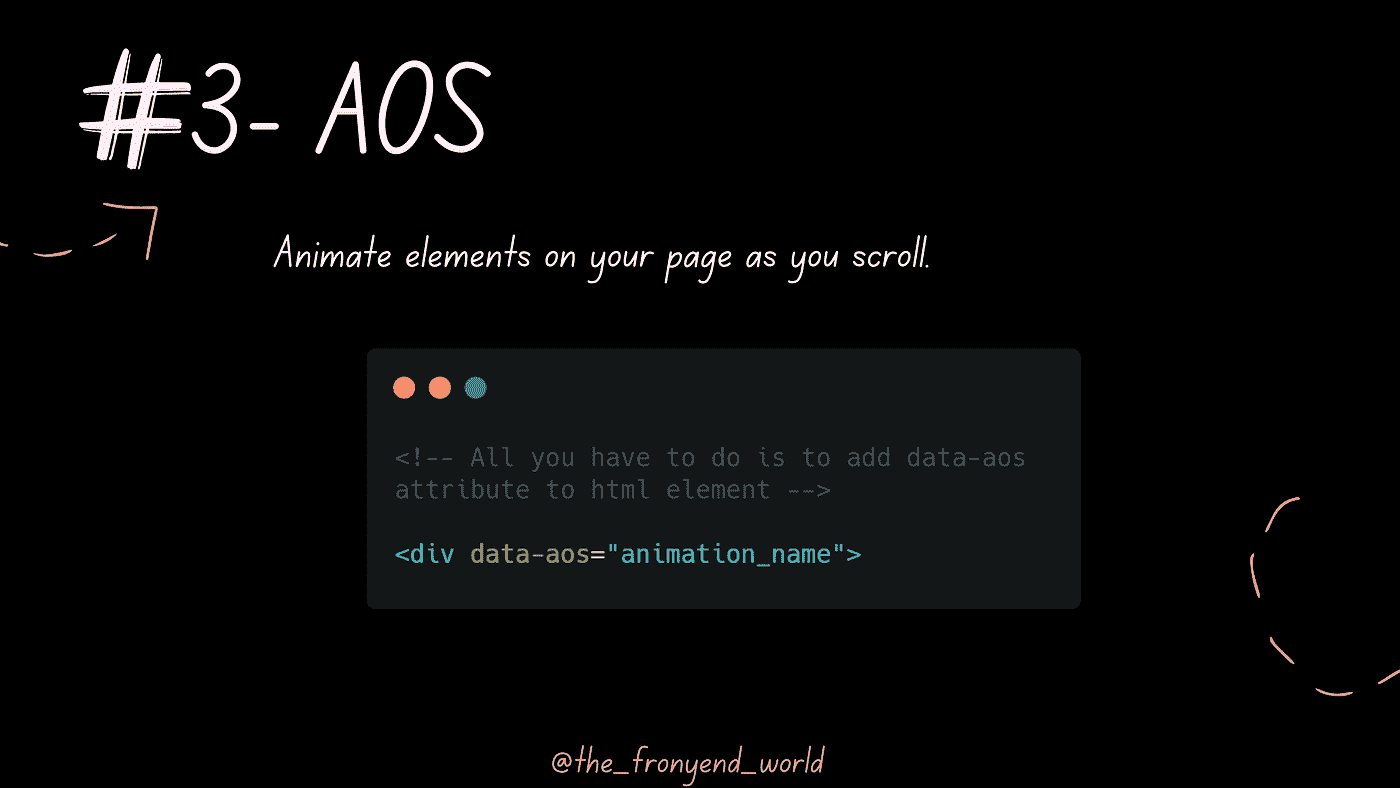 #3- AOS
Animate elements on your page as you scroll.
<!-- All you have to do is to add data-aos
attribute to html element -->
<div data-aos="animation_name">
@the_fronyend_world